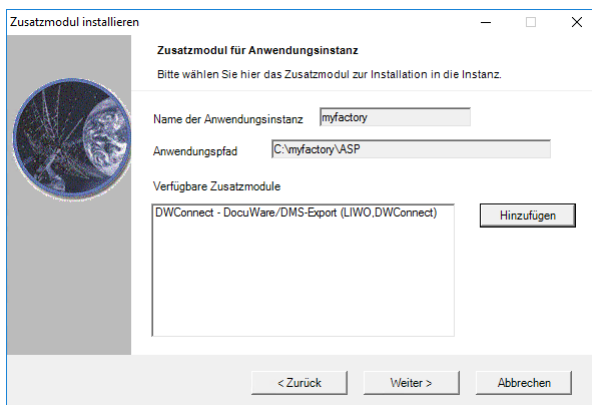 Zusatzmodul installieren
Zusatzmodul für Anwendungsinstanz
Bitte wählen Sie hier das Zusatzmodul zur Installation in die Instanz.
Name der Anwendungsinstanz myfactory
Anwendungspfad C:\myfactory\ASP
Verfügbare Zusatzmodule
DWConnect - DocuWare/DMS-Export (LIWO,DWConnect)
Hinzufügen
< Zurück Weiter > Abbrechen